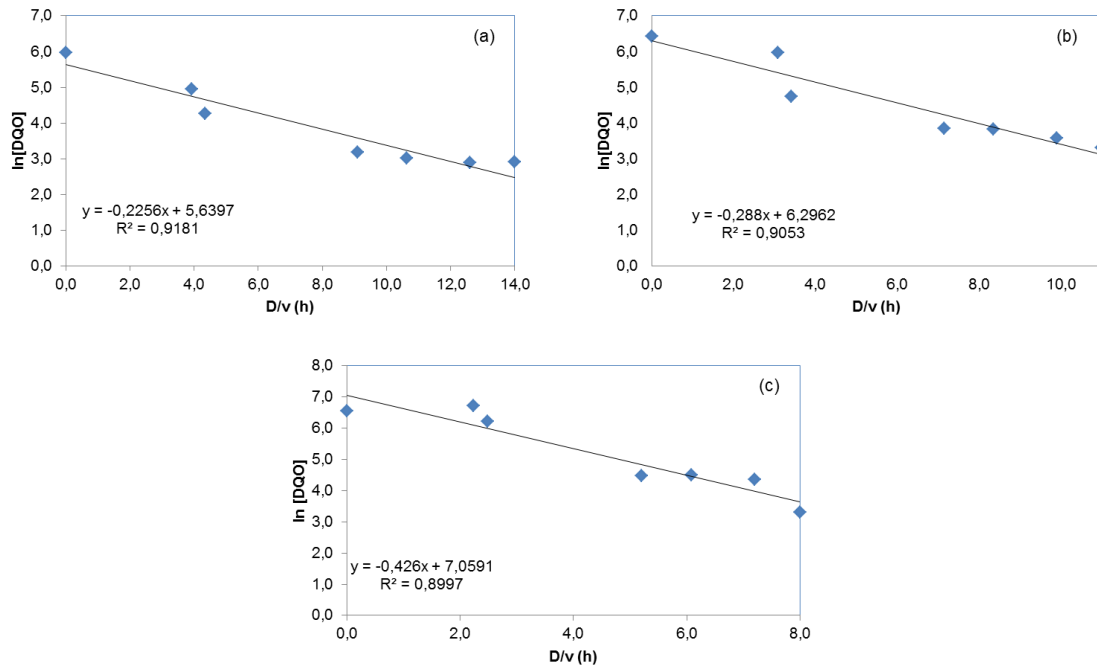 (a)
ln[DQO]
7,0
6,0
5,0
4,0
3,0
2,0
1,0
0,0
y = -0,2256x + 5,6397
R² = 0,9181
0,0 2,0 4,0 6,0 8,0 10,0 12,0 14,0
D/v (h)
(b)
ln[DQO]
7,0
6,0
5,0
4,0
3,0
2,0
1,0
0,0
y = -0,288x + 6,2962
R² = 0,9053
0,0 2,0 4,0 6,0 8,0 10,0
D/v (h)
(c)
ln [DQO]
8,0
7,0
6,0
5,0
4,0
3,0
2,0
1,0
0,0
y = -0,426x + 7,0591
R² = 0,8997
0,0 2,0 4,0 6,0 8,0
D/v (h)